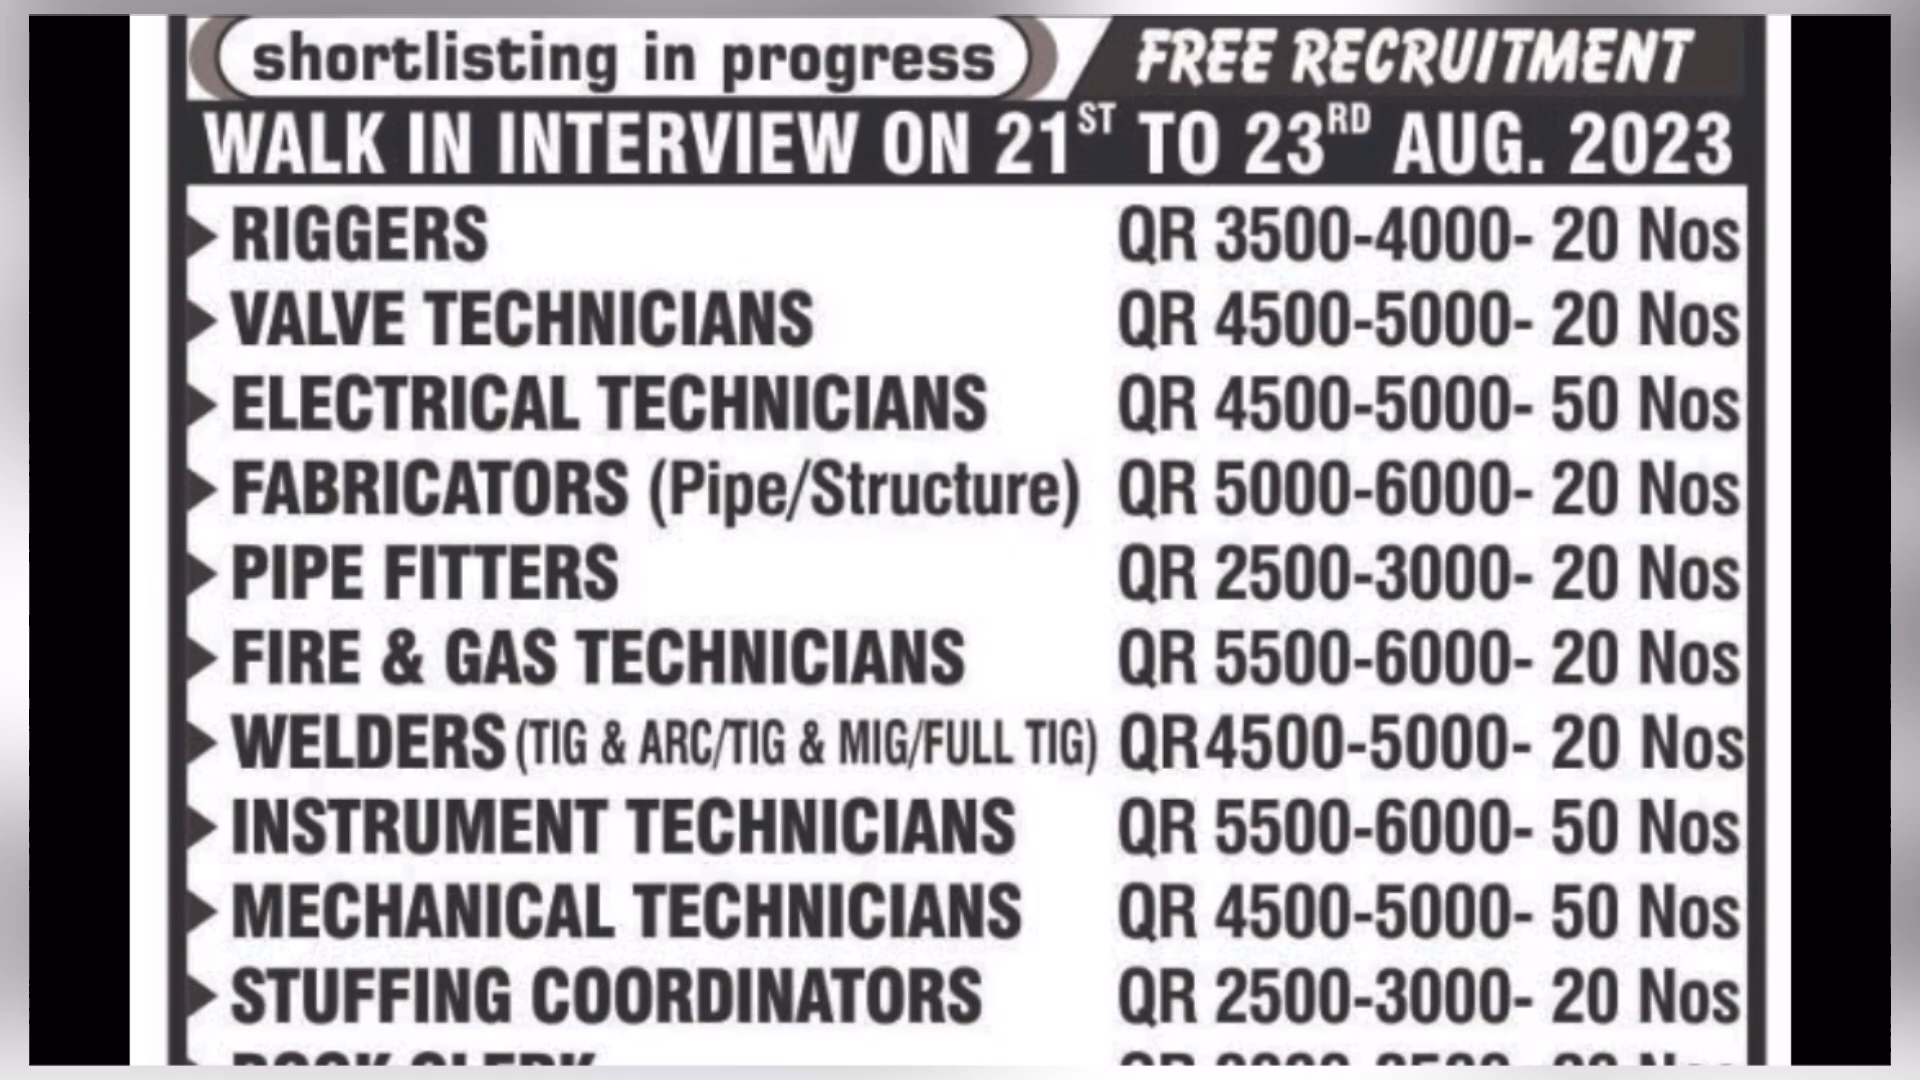 shortlisting in progress FREE RECRUITMENT
WALK IN INTERVIEW ON 21ST TO 23RD AUG. 2023
RIGGERS QR 3500-4000- 20 Nos
VALVE TECHNICIANS QR 4500-5000- 20 Nos
ELECTRICAL TECHNICIANS QR 4500-5000- 50 Nos
FABRICATORS (Pipe/Structure) QR 5000-6000- 20 Nos
PIPE FITTERS QR 2500-3000- 20 Nos
FIRE & GAS TECHNICIANS QR 5500-6000- 20 Nos
WELDERS (TIG & ARC/TIG & MIG/FULL TIG) QR4500-5000- 20 Nos
INSTRUMENT TECHNICIANS QR 5500-6000- 50 Nos
MECHANICAL TECHNICIANS QR 4500-5000- 50 Nos
STUFFING COORDINATORS QR 2500-3000- 20 Nos